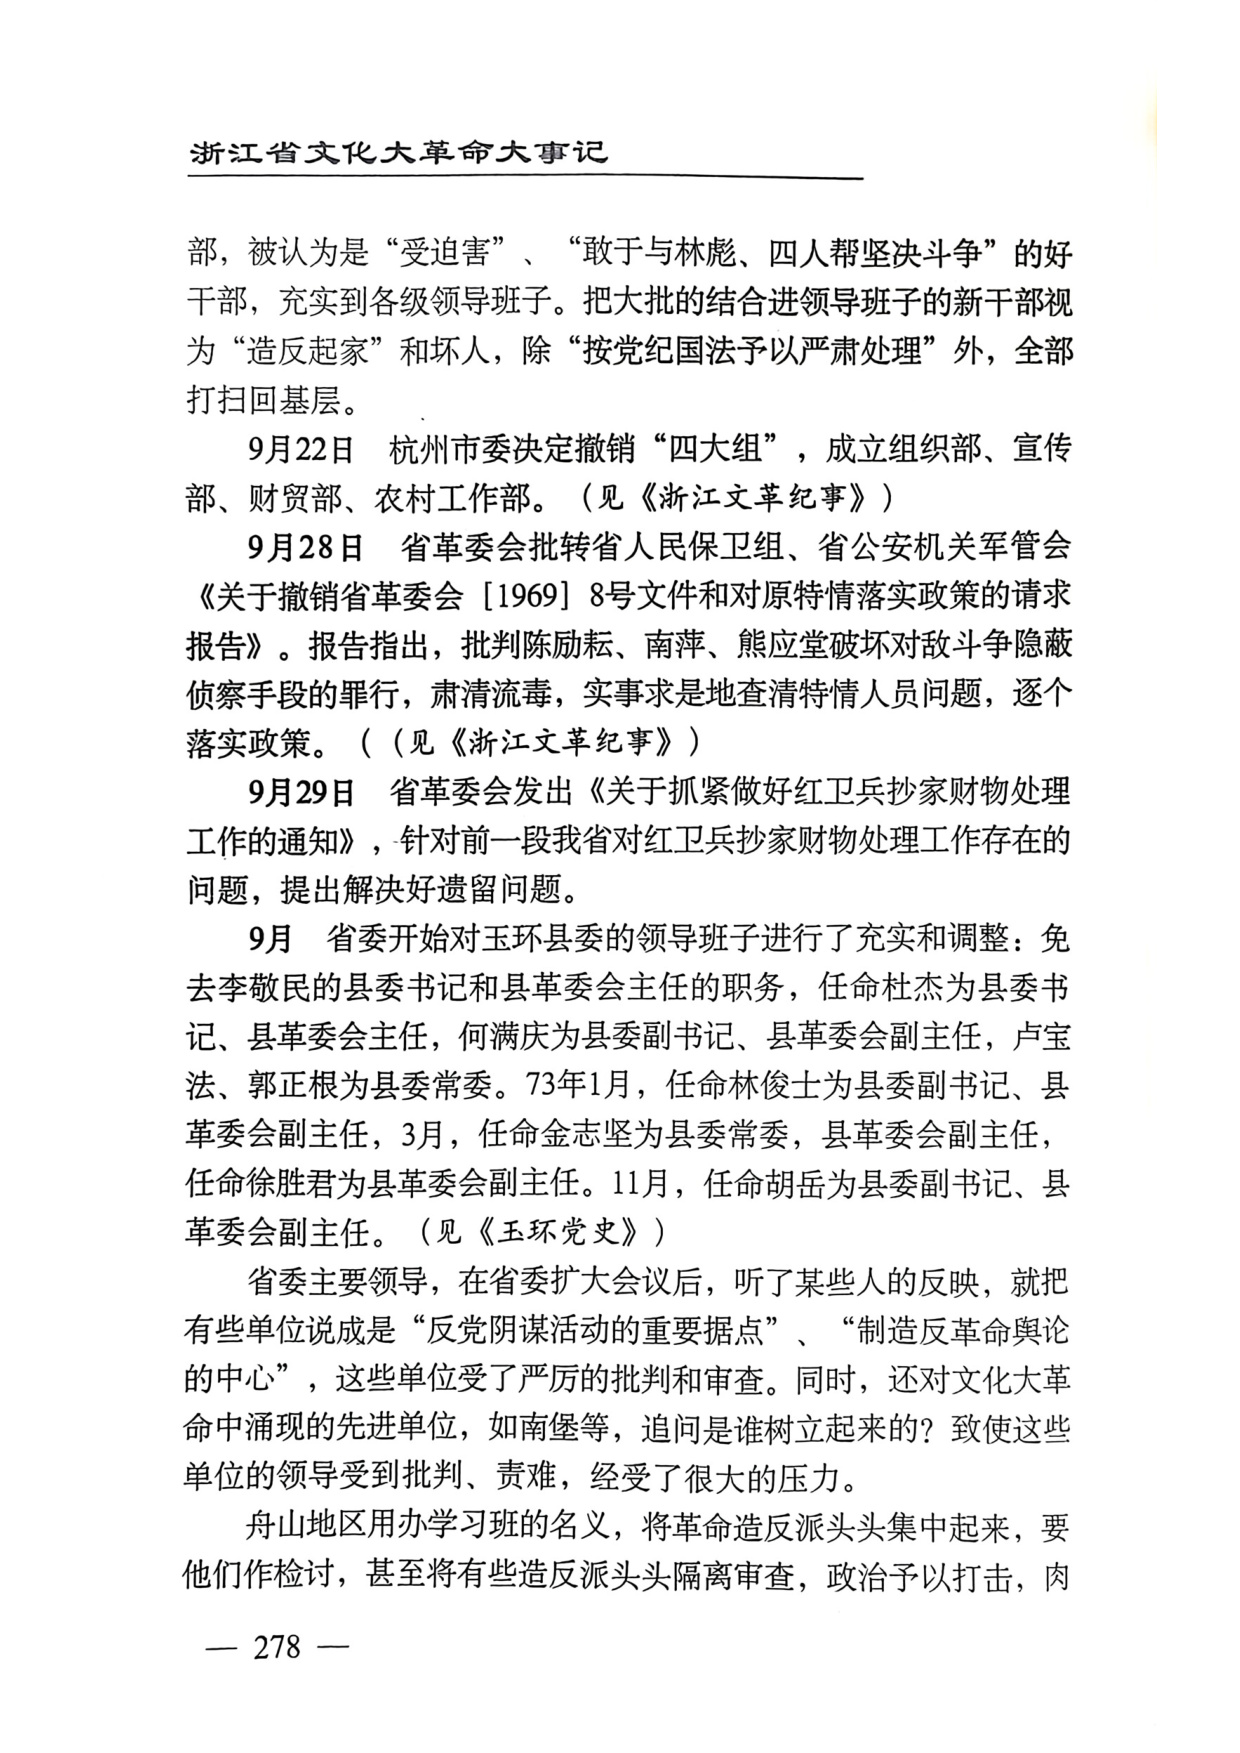 浙江省文化大革命大事记
部，被认为是“受迫害”、“敢于与林彪、四人帮坚决斗争”的好
干部，充实到各级领导班子。把大批的结合进领导班子的新干部视
为“造反起家”和坏人，除“按党纪国法予以严肃处理”外，全部
打扫回基层。
9月22日　杭州市委决定撤销“四大组”，成立组织部、宣传
部、财贸部、农村工作部。（见《浙江文革纪事》）
9月28日　省革委会批转省人民保卫组、省公安机关军管会
《关于撤销省革委会［1969］8号文件和对原特情落实政策的请求
报告》。报告指出，批判陈励耘、南萍、熊应堂破坏对敌斗争隐蔽
侦察手段的罪行，肃清流毒，实事求是地查清特情人员问题，逐个
落实政策。（（见《浙江文革纪事》）
9月29日　省革委会发出《关于抓紧做好红卫兵抄家财物处理
工作的通知》，针对前一段我省对红卫兵抄家财物处理工作存在的
问题，提出解决好遗留问题。
9月　省委开始对玉环县委的领导班子进行了充实和调整：免
去李敬民的县委书记和县革委会主任的职务，任命杜杰为县委书
记、县革委会主任，何满庆为县委副书记、县革委会副主任，卢宝
法、郭正根为县委常委。73年1月，任命林俊士为县委副书记、县
革委会副主任，3月，任命金志坚为县委常委，县革委会副主任，
任命徐胜君为县革委会副主任。11月，任命胡岳为县委副书记、县
革委会副主任。（见《玉环党史》）
省委主要领导，在省委扩大会议后，听了某些人的反映，就把
有些单位说成是“反党阴谋活动的重要据点”、“制造反革命舆论
的中心”，这些单位受了严厉的批判和审查。同时，还对文化大革
命中涌现的先进单位，如南堡等，追问是谁树立起来的？致使这些
单位的领导受到批判、责难，经受了很大的压力。
舟山地区用办学习班的名义，将革命造反派头头集中起来，要
他们作检讨，甚至将有些造反派头头隔离审查，政治予以打击，肉
— 278 —